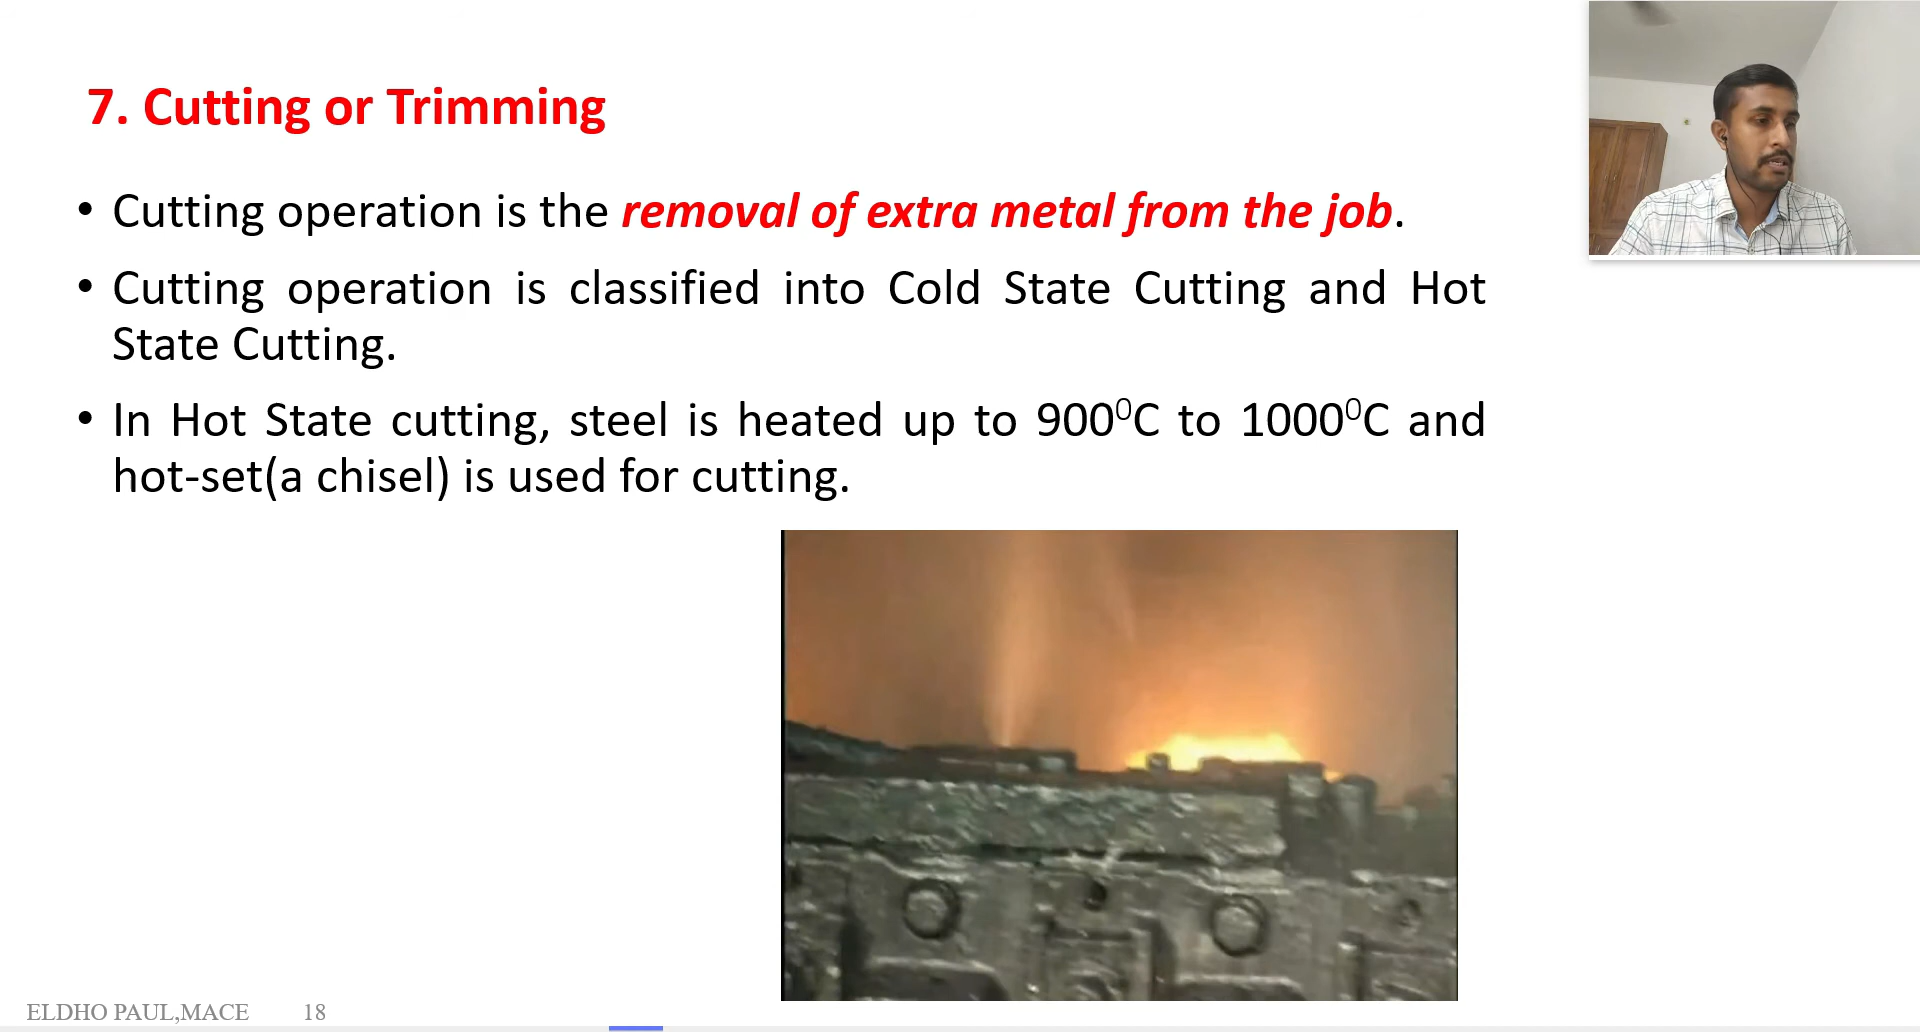 7. Cutting or Trimming
• Cutting operation is the removal of extra metal from the job.
• Cutting operation is classified into Cold State Cutting and Hot
State Cutting.
• In Hot State cutting, steel is heated up to 900⁰C to 1000⁰C and
hot-set(a chisel) is used for cutting.
ELDHO PAUL,MACE 18